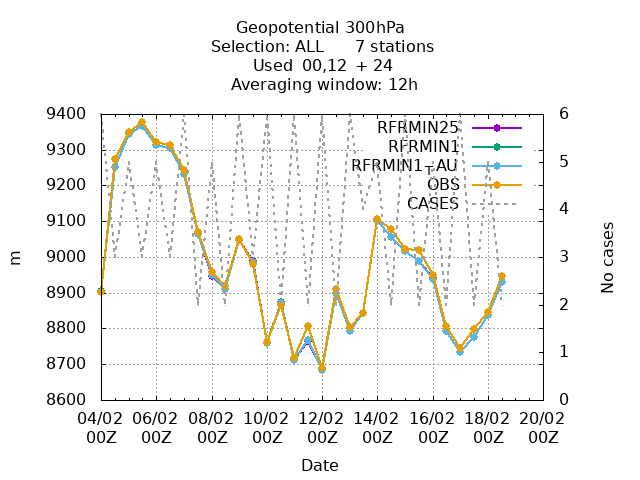 Geopotential 300hPa
Selection: ALL      7 stations
Used  00,12  + 24
Averaging window: 12h
9400
9300
9200
9100
9000
8900
8800
8700
8600
m
6
5
4
3
2
1
0
No cases
RFRMIN25
RFRMIN1
RFRMIN1-AU
OBS
CASES
04/02 06/02 08/02 10/02 12/02 14/02 16/02 18/02 20/02
00Z 00Z 00Z 00Z 00Z 00Z 00Z 00Z 00Z
Date